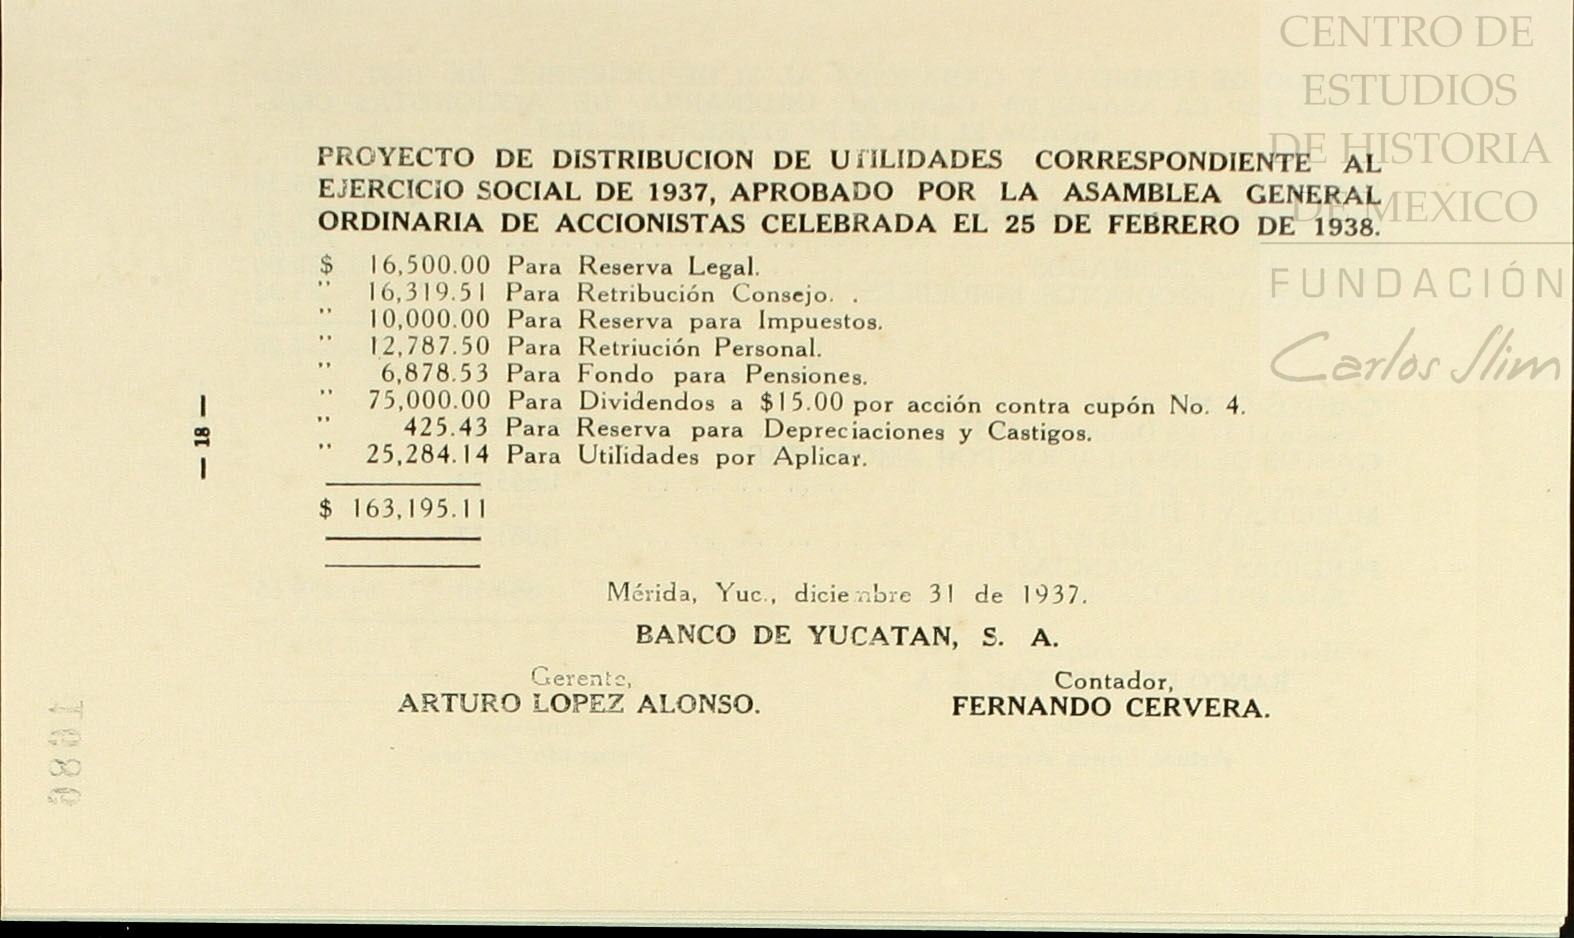 CENTRO DE
ESTUDIOS
DE HISTORIA
DE MEXICO
FUNDACIÓN
Carlos Slim
PROYECTO DE DISTRIBUCION DE UTILIDADES CORRESPONDIENTE AL
EJERCICIO SOCIAL DE 1937, APROBADO POR LA ASAMBLEA GENERAL
ORDINARIA DE ACCIONISTAS CELEBRADA EL 25 DE FEBRERO DE 1938.
$ 16,500.00 Para Reserva Legal.
" 16,319.51 Para Retribución Consejo. .
" 10,000.00 Para Reserva para Impuestos.
" 12,787.50 Para Retriución Personal.
" 6,878.53 Para Fondo para Pensiones.
" 75,000.00 Para Dividendos a $15.00 por acción contra cupón No. 4.
" 425.43 Para Reserva para Depreciaciones y Castigos.
" 25,284.14 Para Utilidades por Aplicar.
$ 163,195.11
— 18 —
Mérida, Yuc., diciembre 31 de 1937.
BANCO DE YUCATAN, S. A.
Gerente, Contador,
ARTURO LOPEZ ALONSO. FERNANDO CERVERA.